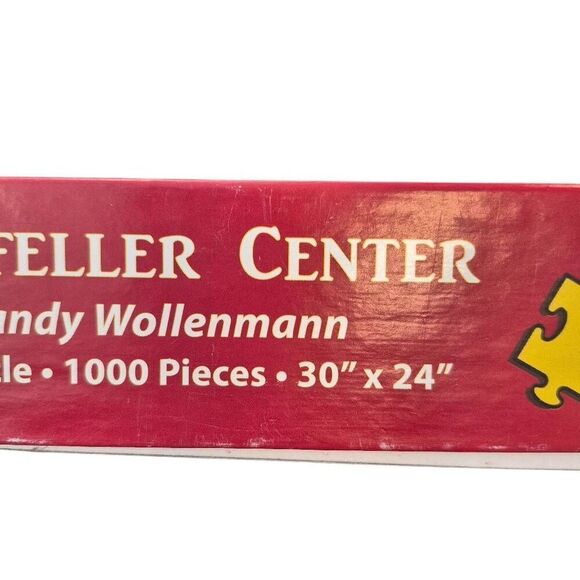 FELLER CENTER
andy Wollenmann
le • 1000 Pieces • 30” x 24”